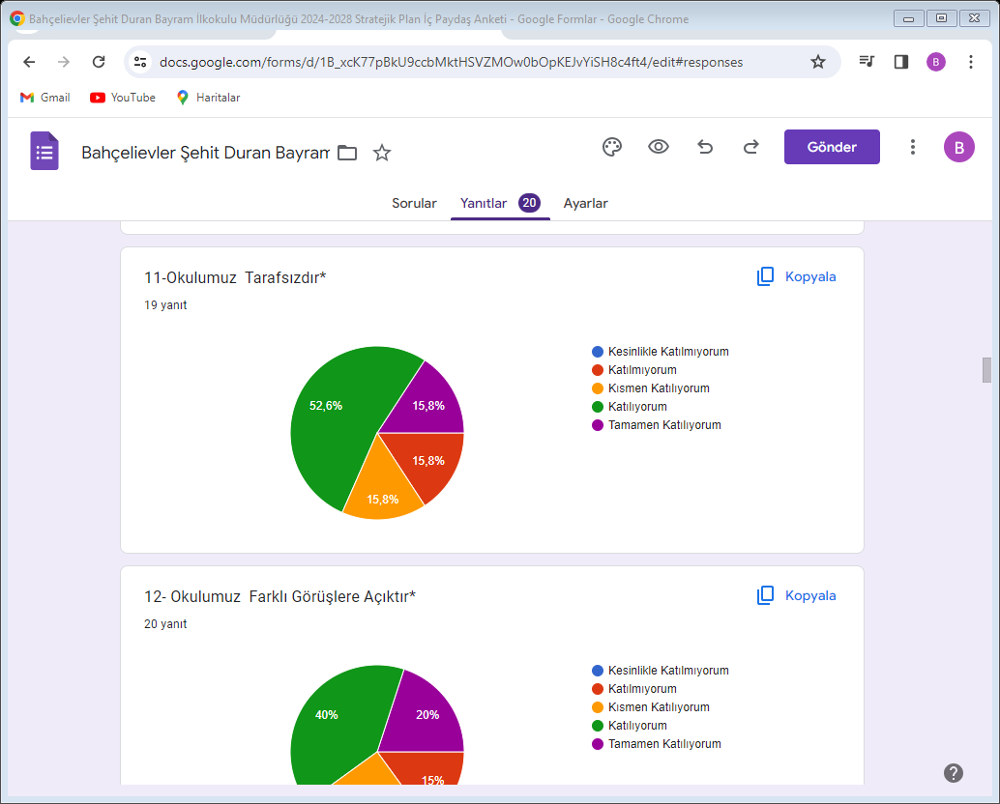 Bahçelievler Şehit Duran Bayram İlkokulu Müdürlüğü 2024-2028 Stratejik Plan İç Paydaş Anketi - Google Formlar - Google Chrome
docs.google.com/forms/d/1B_xcK77pBkU9ccbMktHSVZMOw0bOpKEJvYiSH8c4ft4/edit#responses
B
Gmail YouTube Haritalar
Bahçelievler Şehit Duran Bayram
Gönder
B
Sorular Yanıtlar 20 Ayarlar
11-Okulumuz  Tarafsızdır*
Kopyala
19 yanıt
Kesinlikle Katılmıyorum
Katılmıyorum
Kısmen Katılıyorum
Katılıyorum
Tamamen Katılıyorum
52,6%
15,8%
15,8%
15,8%
12- Okulumuz  Farklı Görüşlere Açıktır*
Kopyala
20 yanıt
Kesinlikle Katılmıyorum
Katılmıyorum
Kısmen Katılıyorum
Katılıyorum
Tamamen Katılıyorum
40%
20%
15%